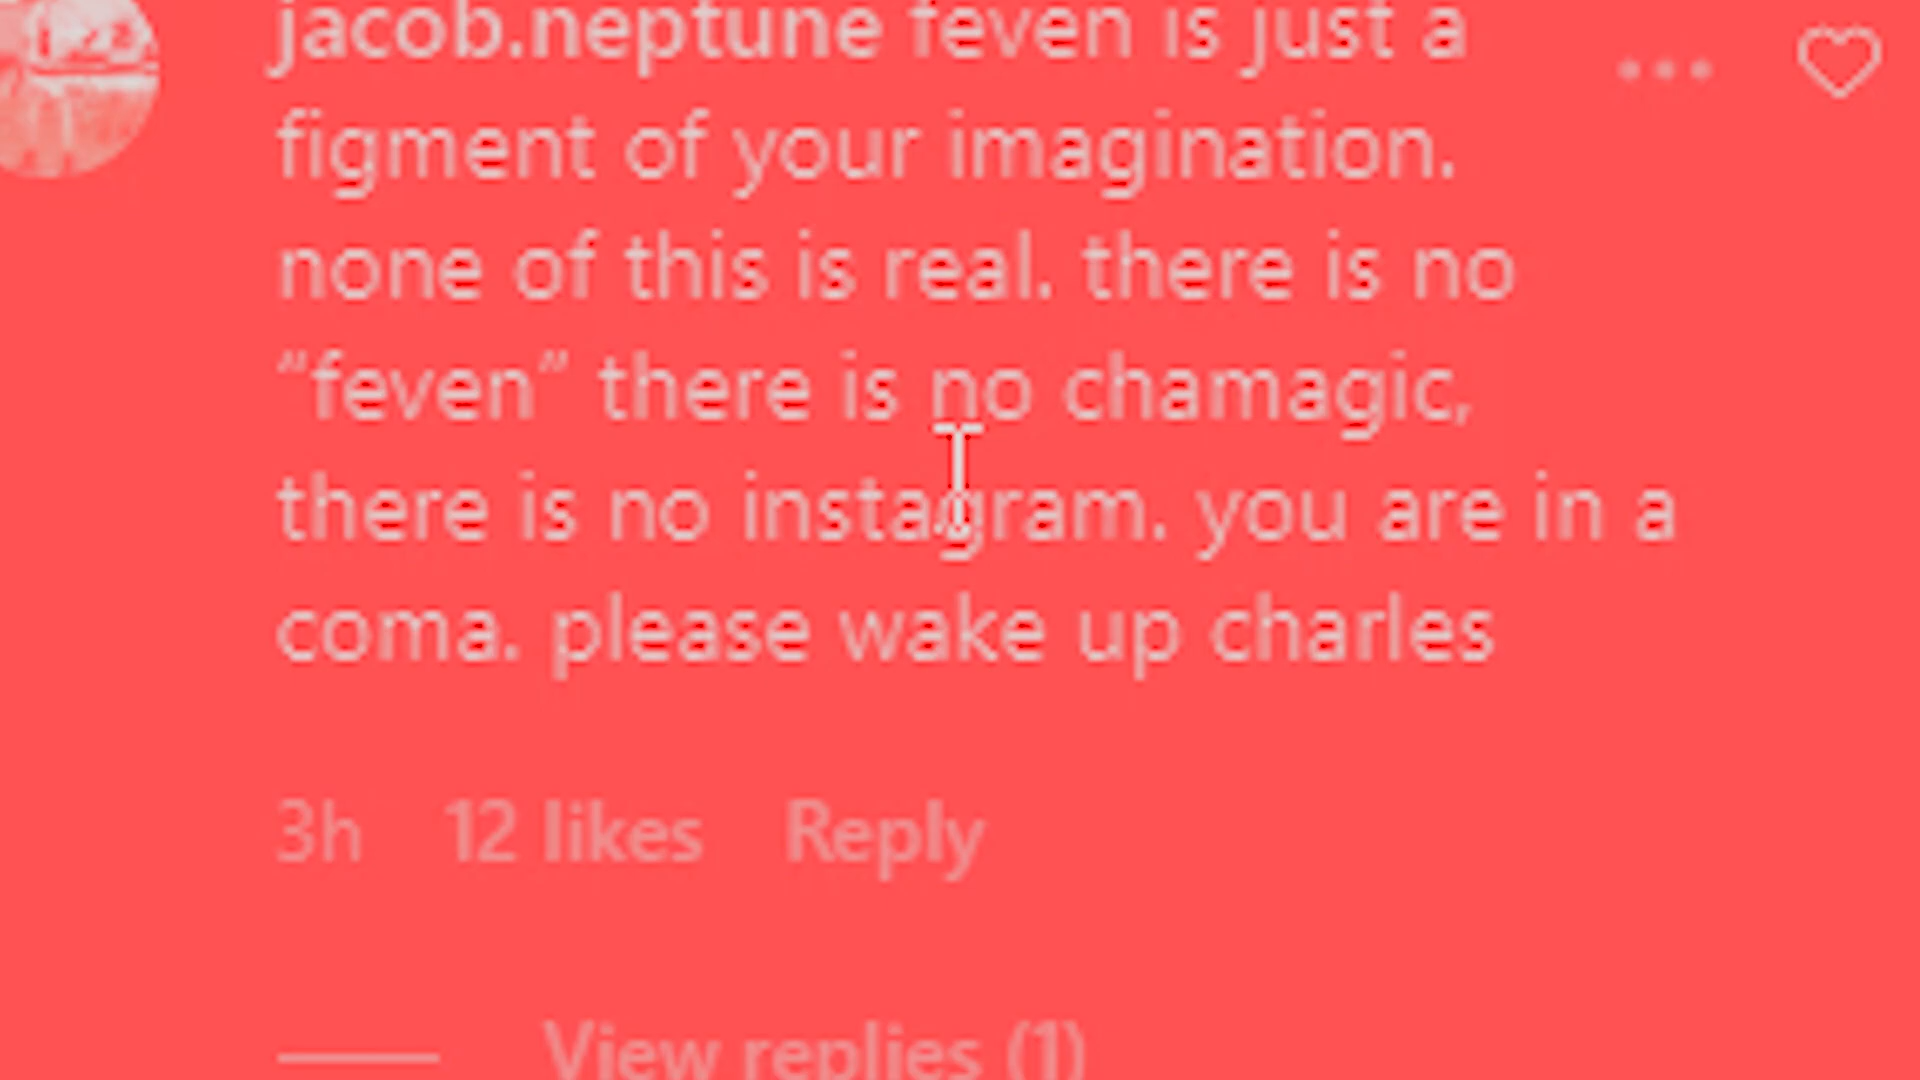 jacob.neptune feven is just a
figment of your imagination.
none of this is real. there is no
“feven” there is no chamagic,
there is no instagram. you are in a
coma. please wake up charles
3h 12 likes Reply
View replies (1)